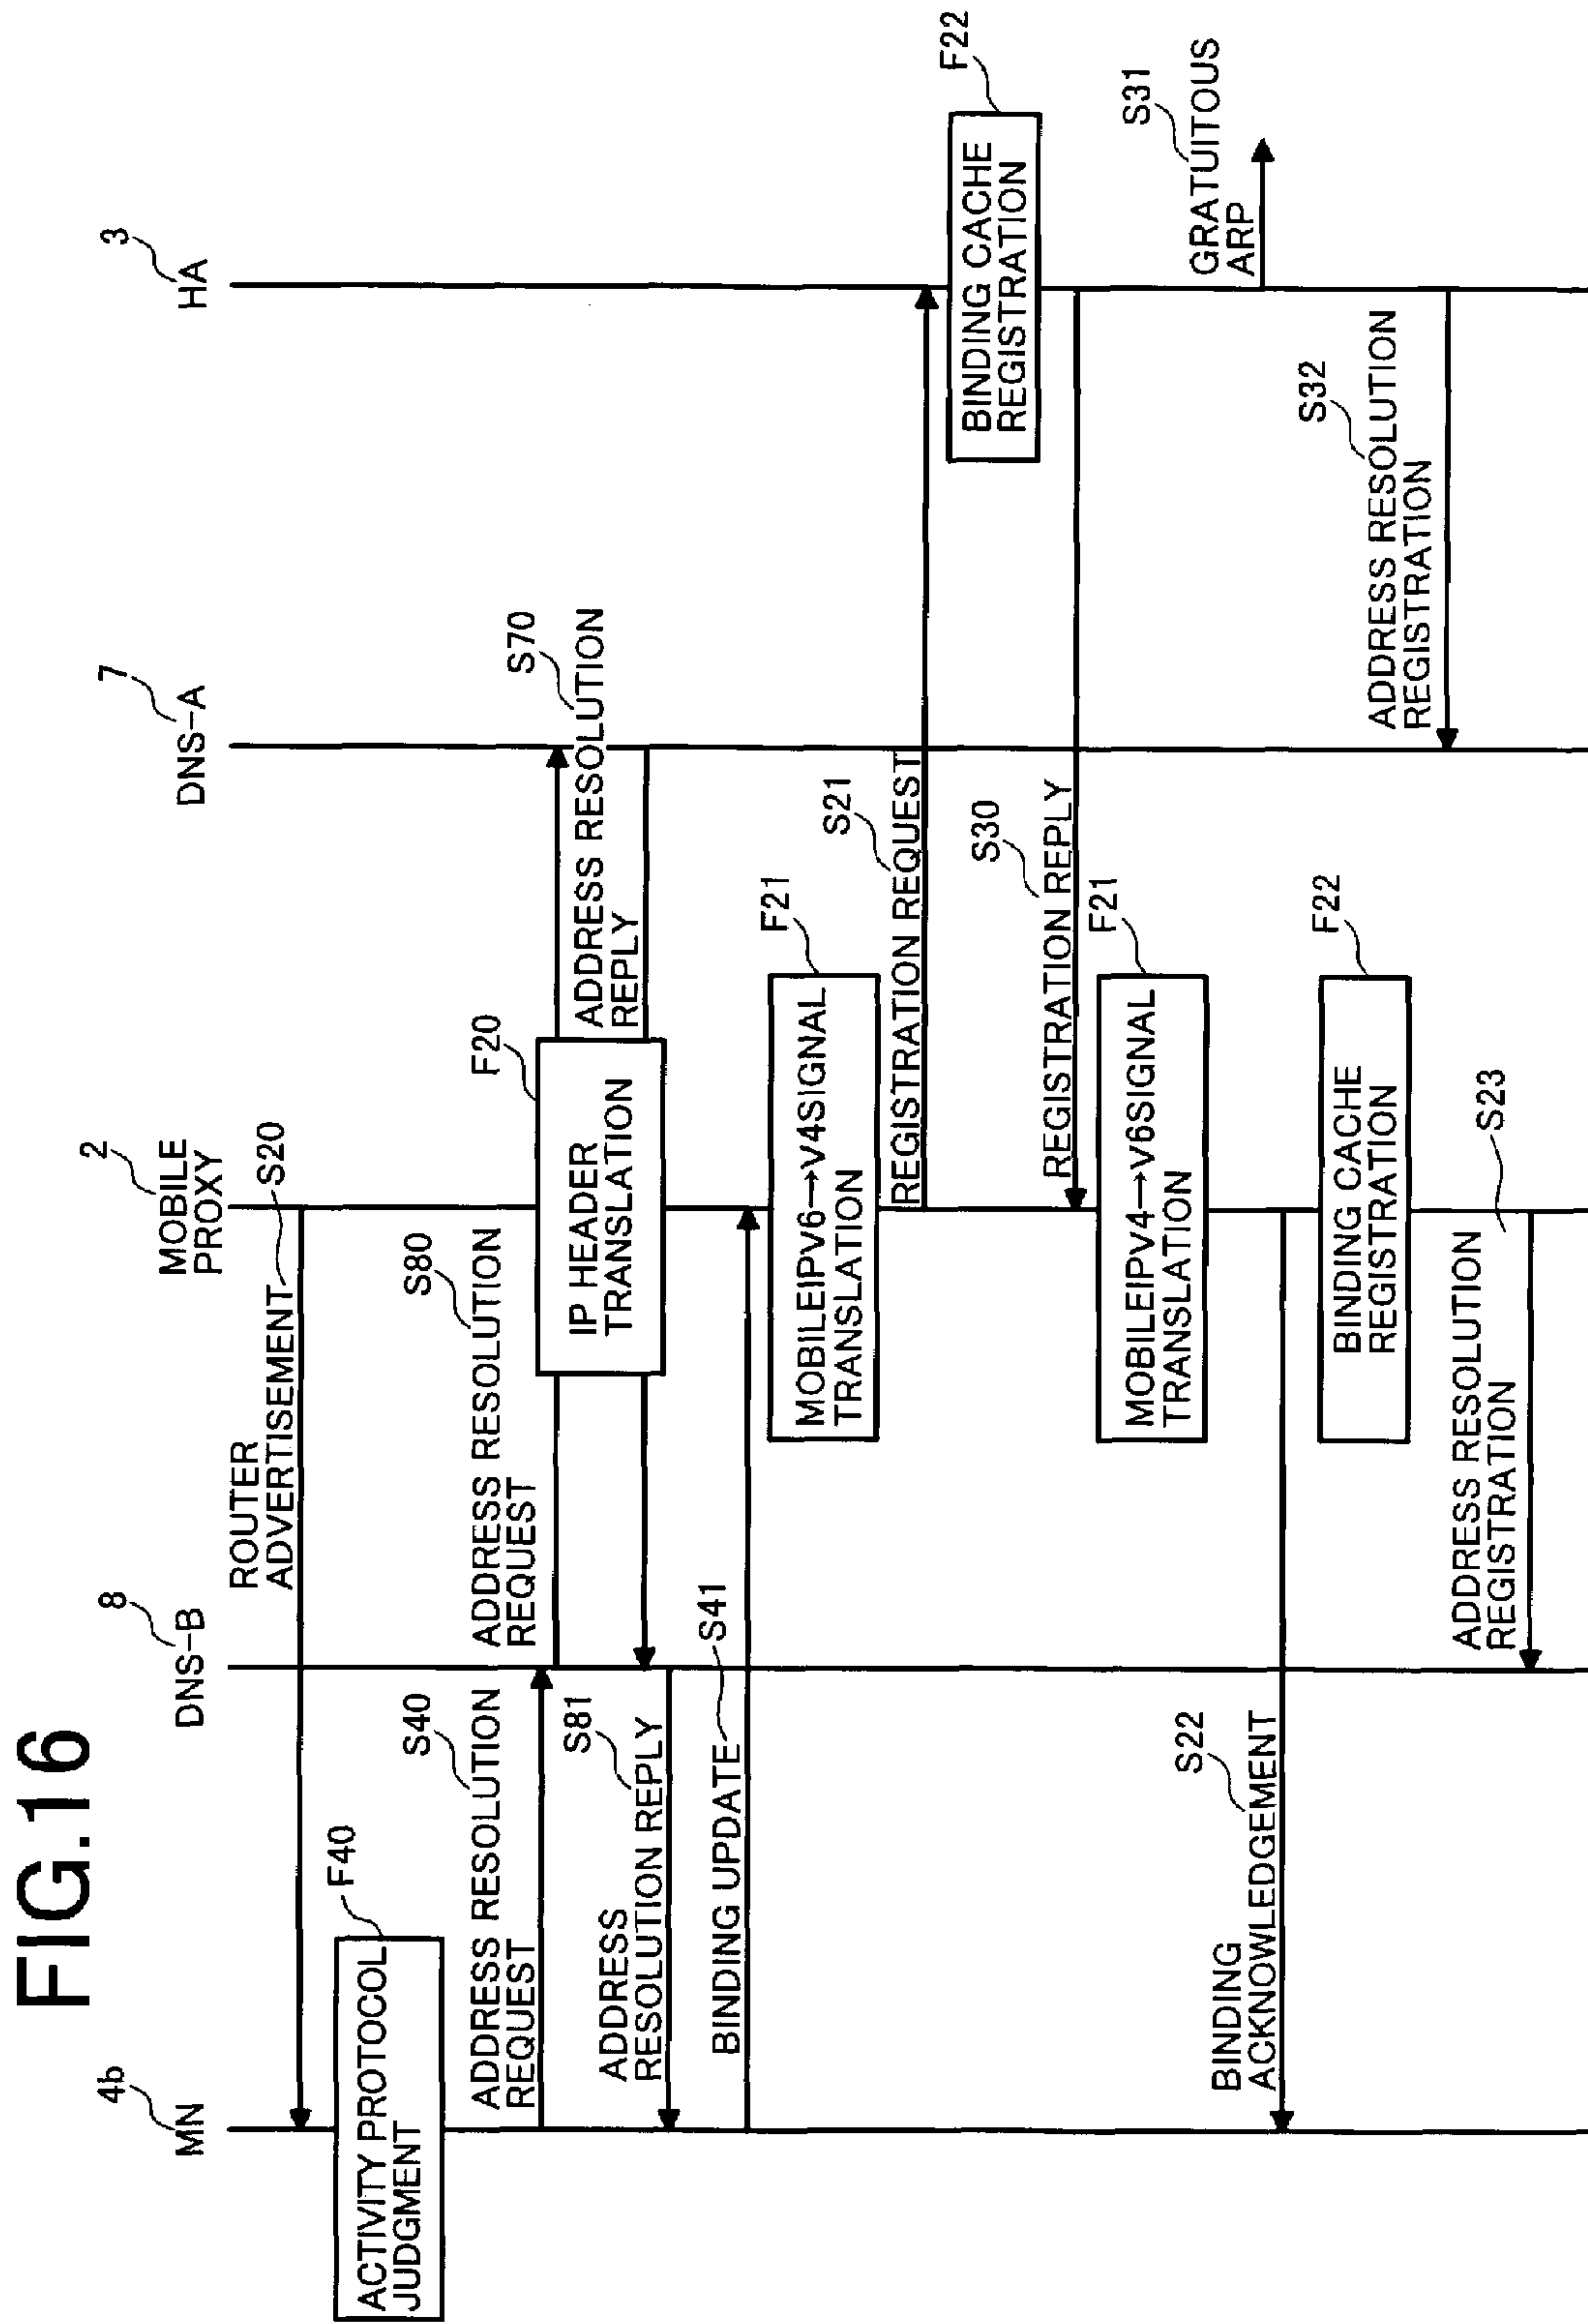 FIG.16
4b
MN
8
DNS-B
2
MOBILE
PROXY
7
DNS-A
3
HA
ROUTER
ADVERTISEMENT
S20
ACTIVITY PROTOCOL
JUDGMENT
F40
S40
ADDRESS RESOLUTION
REQUEST
S80
ADDRESS RESOLUTION
REQUEST
F20
IP HEADER
TRANSLATION
S70
ADDRESS RESOLUTION
REPLY
S81
ADDRESS
RESOLUTION REPLY
BINDING UPDATE
S41
F21
MOBILEIPV6→V4SIGNAL
TRANSLATION
S21
REGISTRATION REQUEST
F22
BINDING CACHE
REGISTRATION
S30
REGISTRATION REPLY
F21
MOBILEIPV4→V6SIGNAL
TRANSLATION
S31
GRATUITOUS
ARP
S22
BINDING
ACKNOWLEDGEMENT
F22
BINDING CACHE
REGISTRATION
S32
ADDRESS RESOLUTION
REGISTRATION
S23
ADDRESS RESOLUTION
REGISTRATION